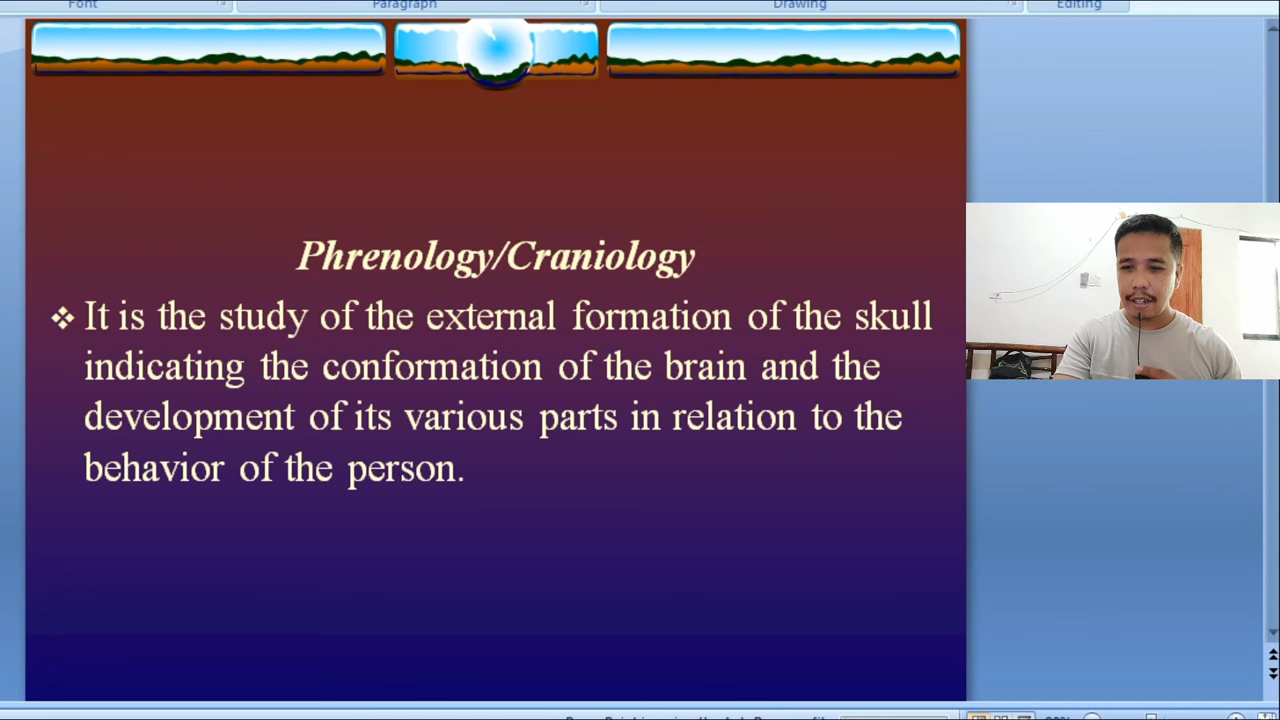 Font
Paragraph
Drawing
Editing
Phrenology/Craniology
It is the study of the external formation of the skull
indicating the conformation of the brain and the
development of its various parts in relation to the
behavior of the person.